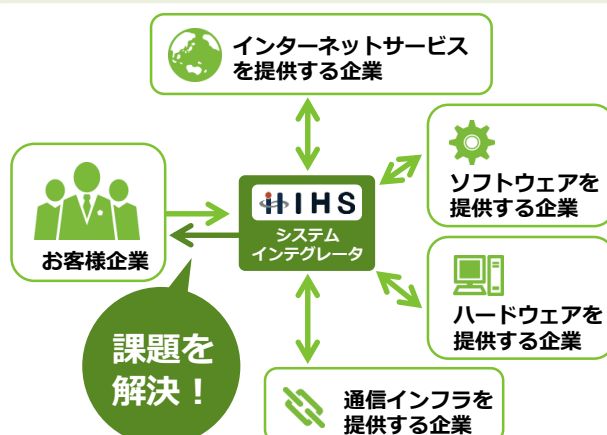 インターネットサービス
を提供する企業
ソフトウェアを
提供する企業
IHS
システム
インテグレータ
お客様企業
ハードウェアを
提供する企業
課題を
解決！
通信インフラを
提供する企業